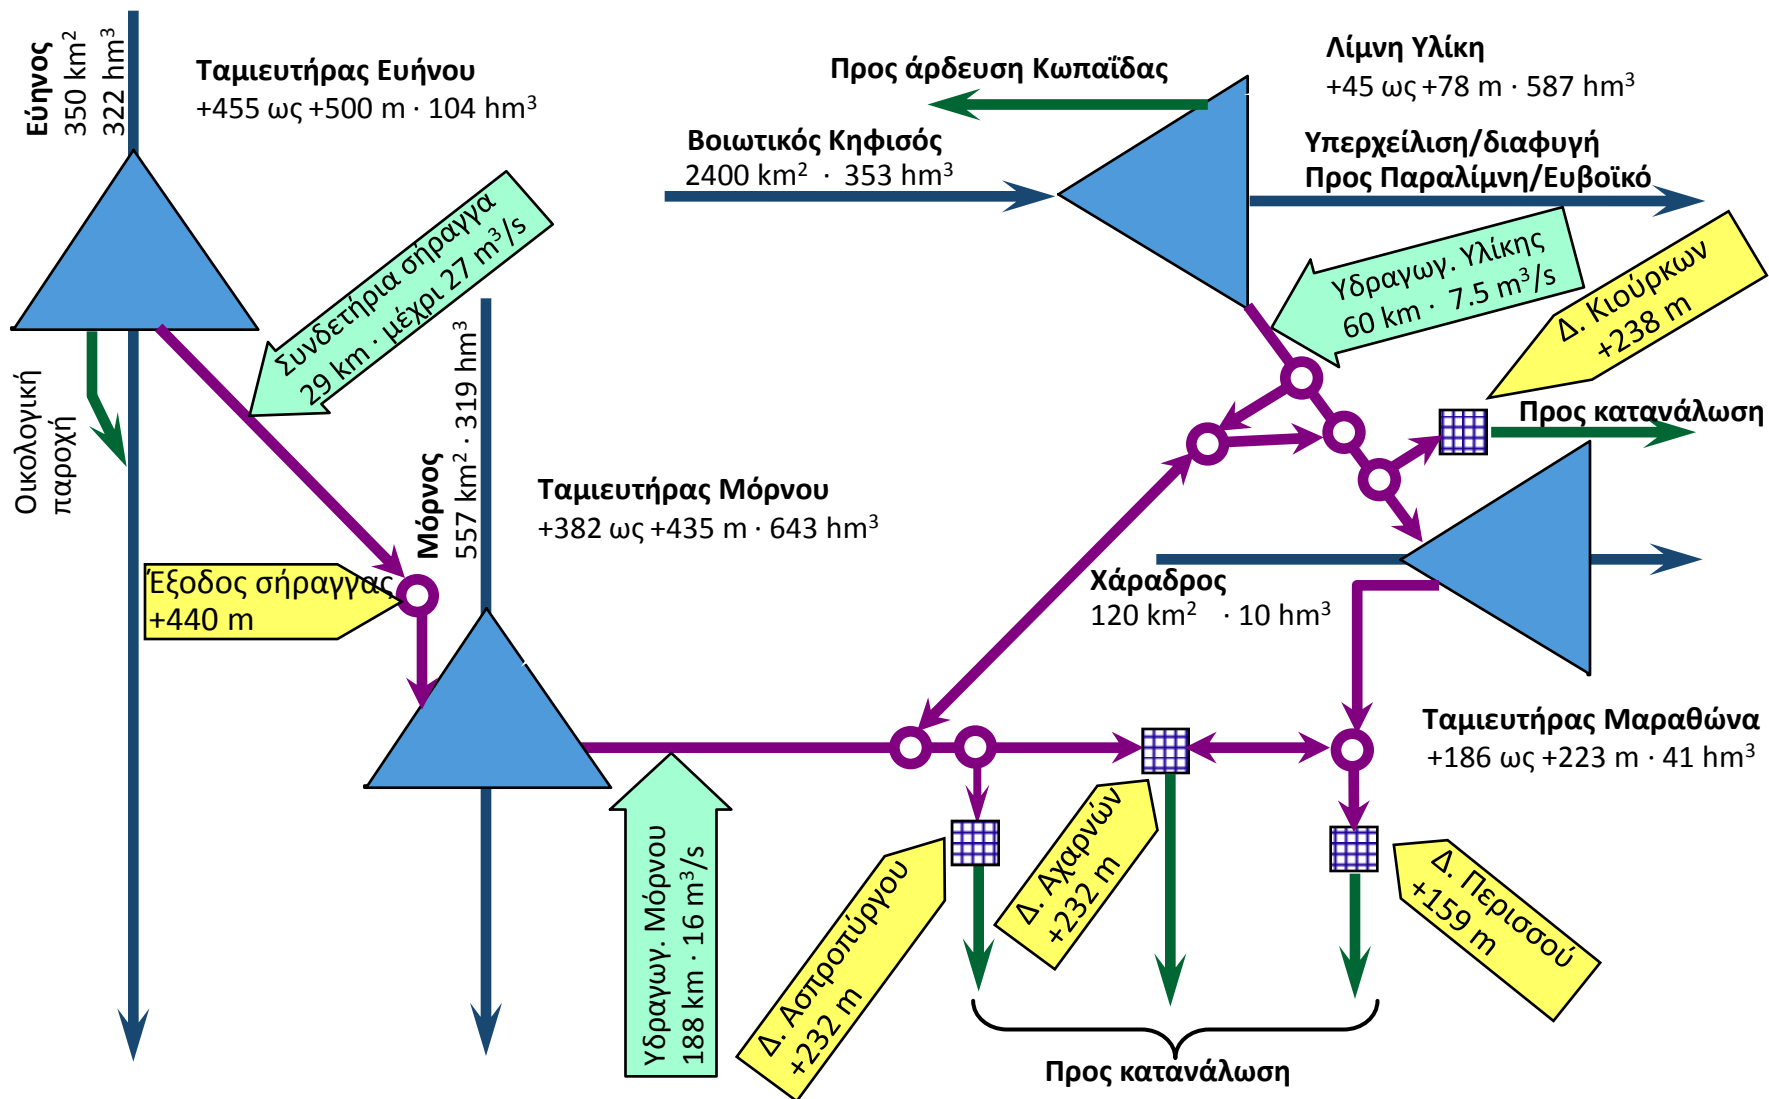 Εύηνος
350 km²
322 hm³
Ταμιευτήρας Ευήνου
+455 ως +500 m · 104 hm³
Συνδετήρια σήραγγα
29 km · μέχρι 27 m³/s
Οικολογική
παροχή
Έξοδος σήραγγας
+440 m
Μόρνος
557 km² · 319 hm³
Ταμιευτήρας Μόρνου
+382 ως +435 m · 643 hm³
Υδραγωγ. Μόρνου
188 km · 16 m³/s
Προς άρδευση Κωπαΐδας
Βοιωτικός Κηφισός
2400 km² · 353 hm³
Λίμνη Υλίκη
+45 ως +78 m · 587 hm³
Υπερχείλιση/διαφυγή
Προς Παραλίμνη/Ευβοϊκό
Υδραγωγ. Υλίκης
60 km · 7.5 m³/s
Δ. Κιούρκων
+238 m
Προς κατανάλωση
Χάραδρος
120 km² · 10 hm³
Ταμιευτήρας Μαραθώνα
+186 ως +223 m · 41 hm³
Δ. Ασπροπύργου
+232 m
Δ. Αχαρνών
+232 m
Δ. Περισσού
+159 m
Προς κατανάλωση